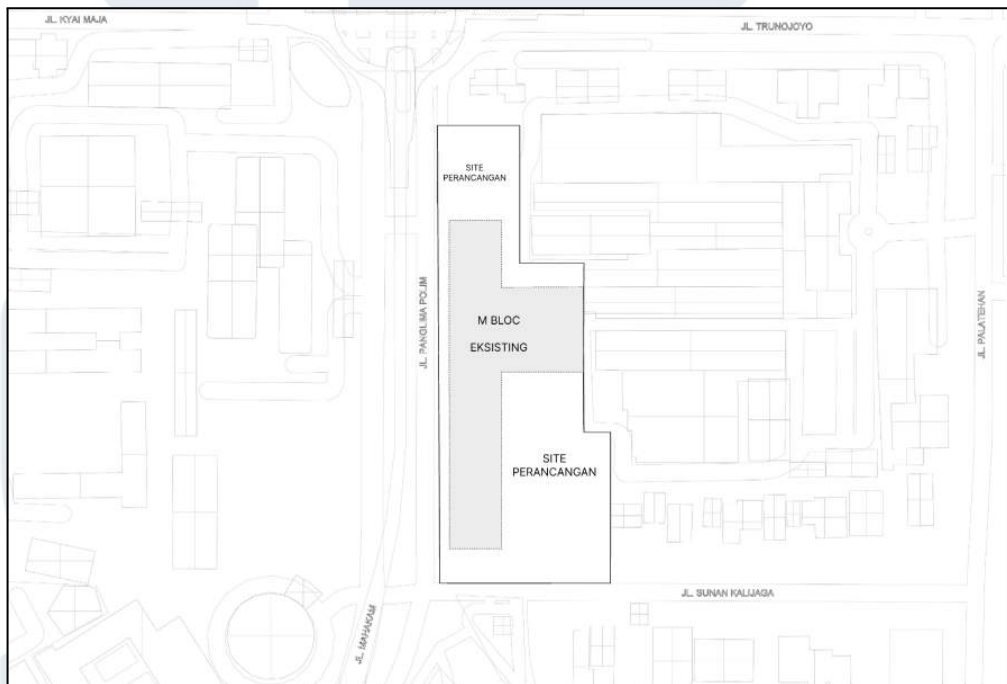 JL. KYAI MAJA
JL. TRUNOJOYO
SITE
PERANCANGAN
JL. PANGLIMA POLIM
M BLOC
EKSISTING
JL. PALATEHAN
SITE
PERANCANGAN
JL. SUNAN KALIJAGA
JL. MAHAKAM